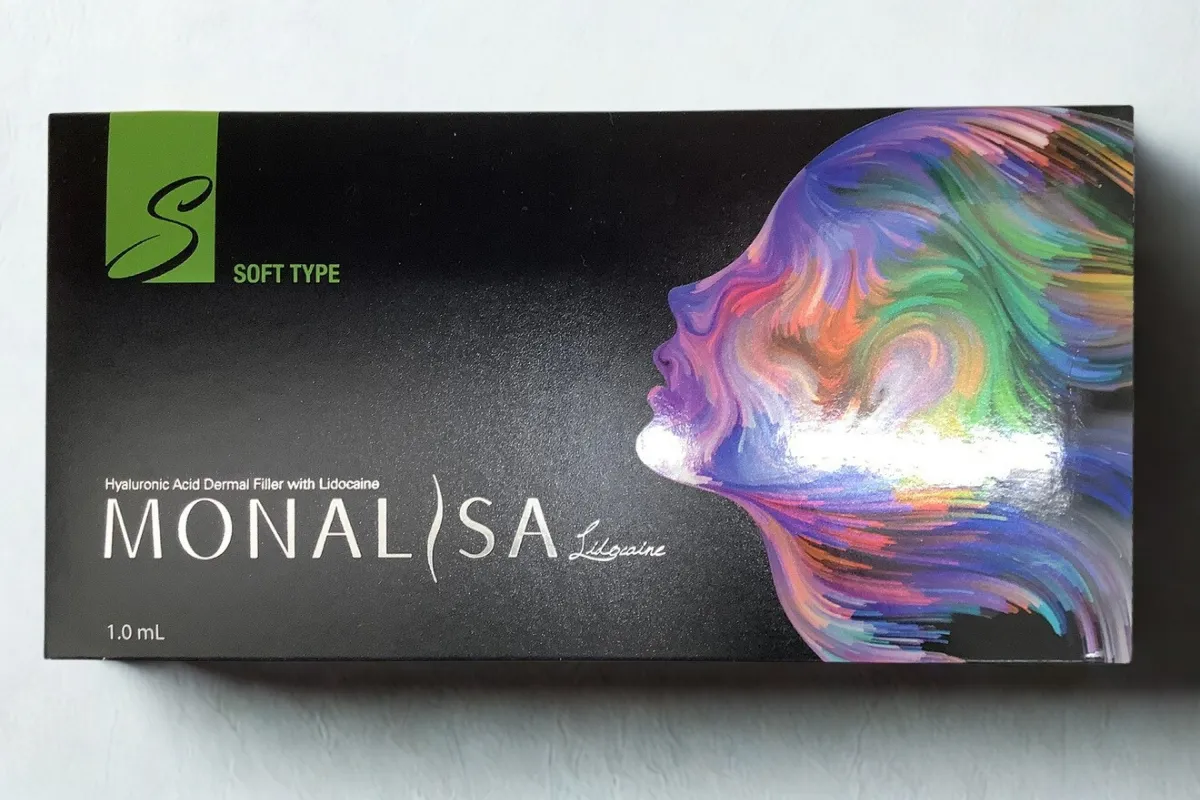 S
SOFT TYPE
Hyaluronic Acid Dermal Filler with Lidocaine
MONALISA Lidocaine
1.0 mL